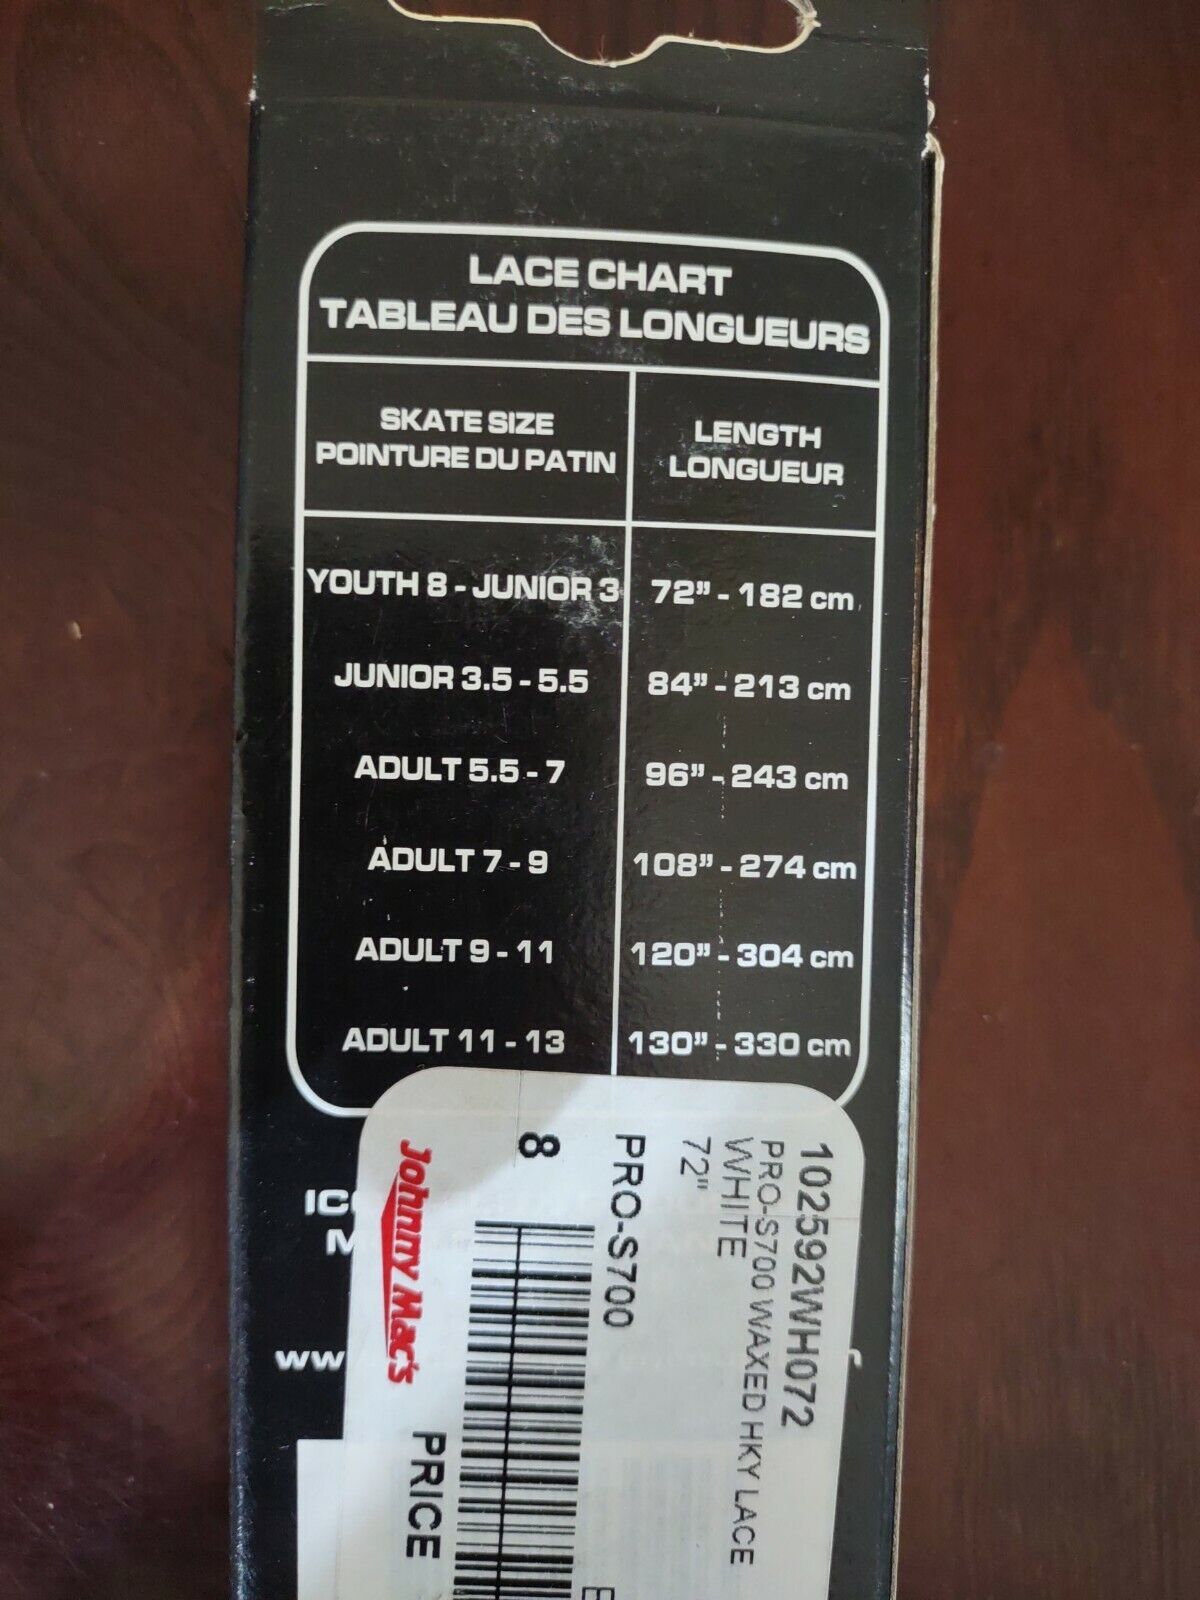 LACE CHART
TABLEAU DES LONGUEURS
SKATE SIZE
POINTURE DU PATIN
LENGTH
LONGUEUR
YOUTH 8 - JUNIOR 3 72" - 182 cm
JUNIOR 3.5 - 5.5 84" - 213 cm
ADULT 5.5 - 7 96" - 243 cm
ADULT 7 - 9 108" - 274 cm
ADULT 9 - 11 120" - 304 cm
ADULT 11 - 13 130" - 330 cm
102592WH072
PRO-S700 WAXED HKY LACE
WHITE
72"
PRO-S700
8
Johnny Mac's
PRICE